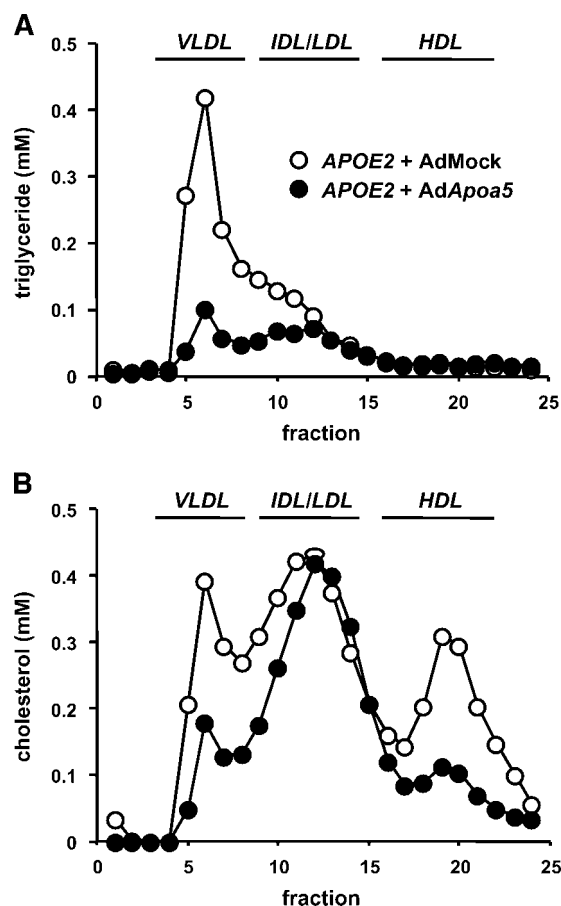 A
VLDL IDL/LDL HDL
0.5
0.4
0.3
0.2
0.1
0
triglyceride (mM)
APOE2 + AdMock
APOE2 + AdApoa5
0 5 10 15 20 25
fraction
B
VLDL IDL/LDL HDL
0.5
0.4
0.3
0.2
0.1
0
cholesterol (mM)
0 5 10 15 20 25
fraction